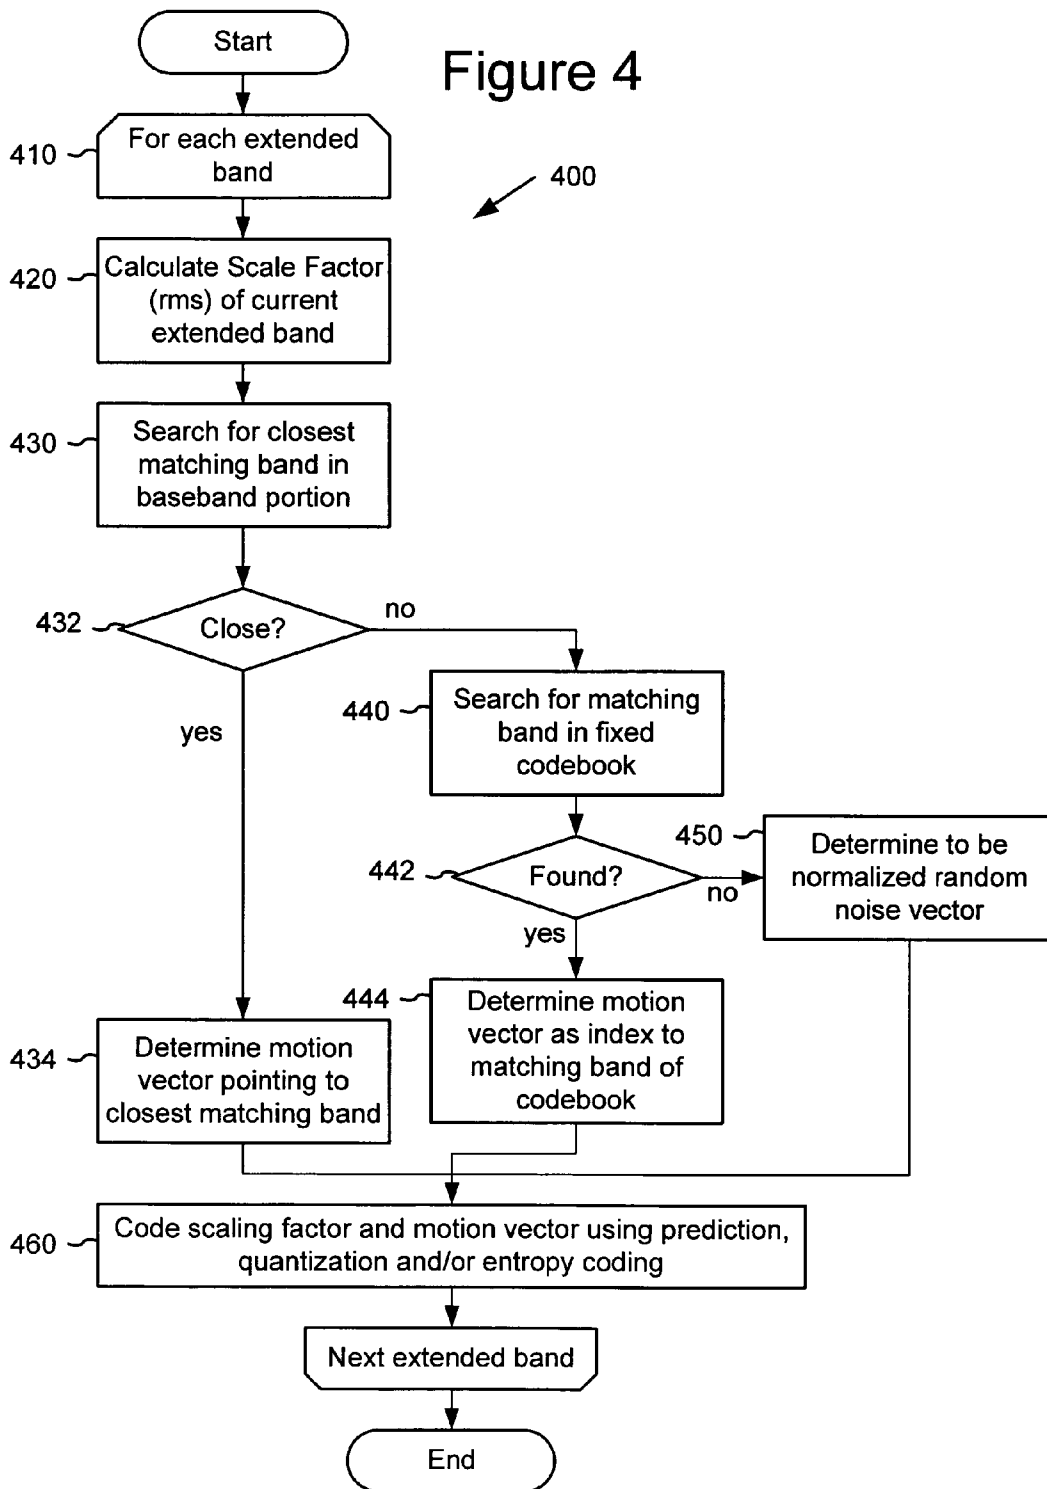 Start
Figure 4
410
For each extended
band
400
420
Calculate Scale Factor
(rms) of current
extended band
430
Search for closest
matching band in
baseband portion
432
Close?
no
yes
440
Search for matching
band in fixed
codebook
442
Found?
no
yes
450
Determine to be
normalized random
noise vector
444
Determine motion
vector as index to
matching band of
codebook
434
Determine motion
vector pointing to
closest matching band
460
Code scaling factor and motion vector using prediction,
quantization and/or entropy coding
Next extended band
End